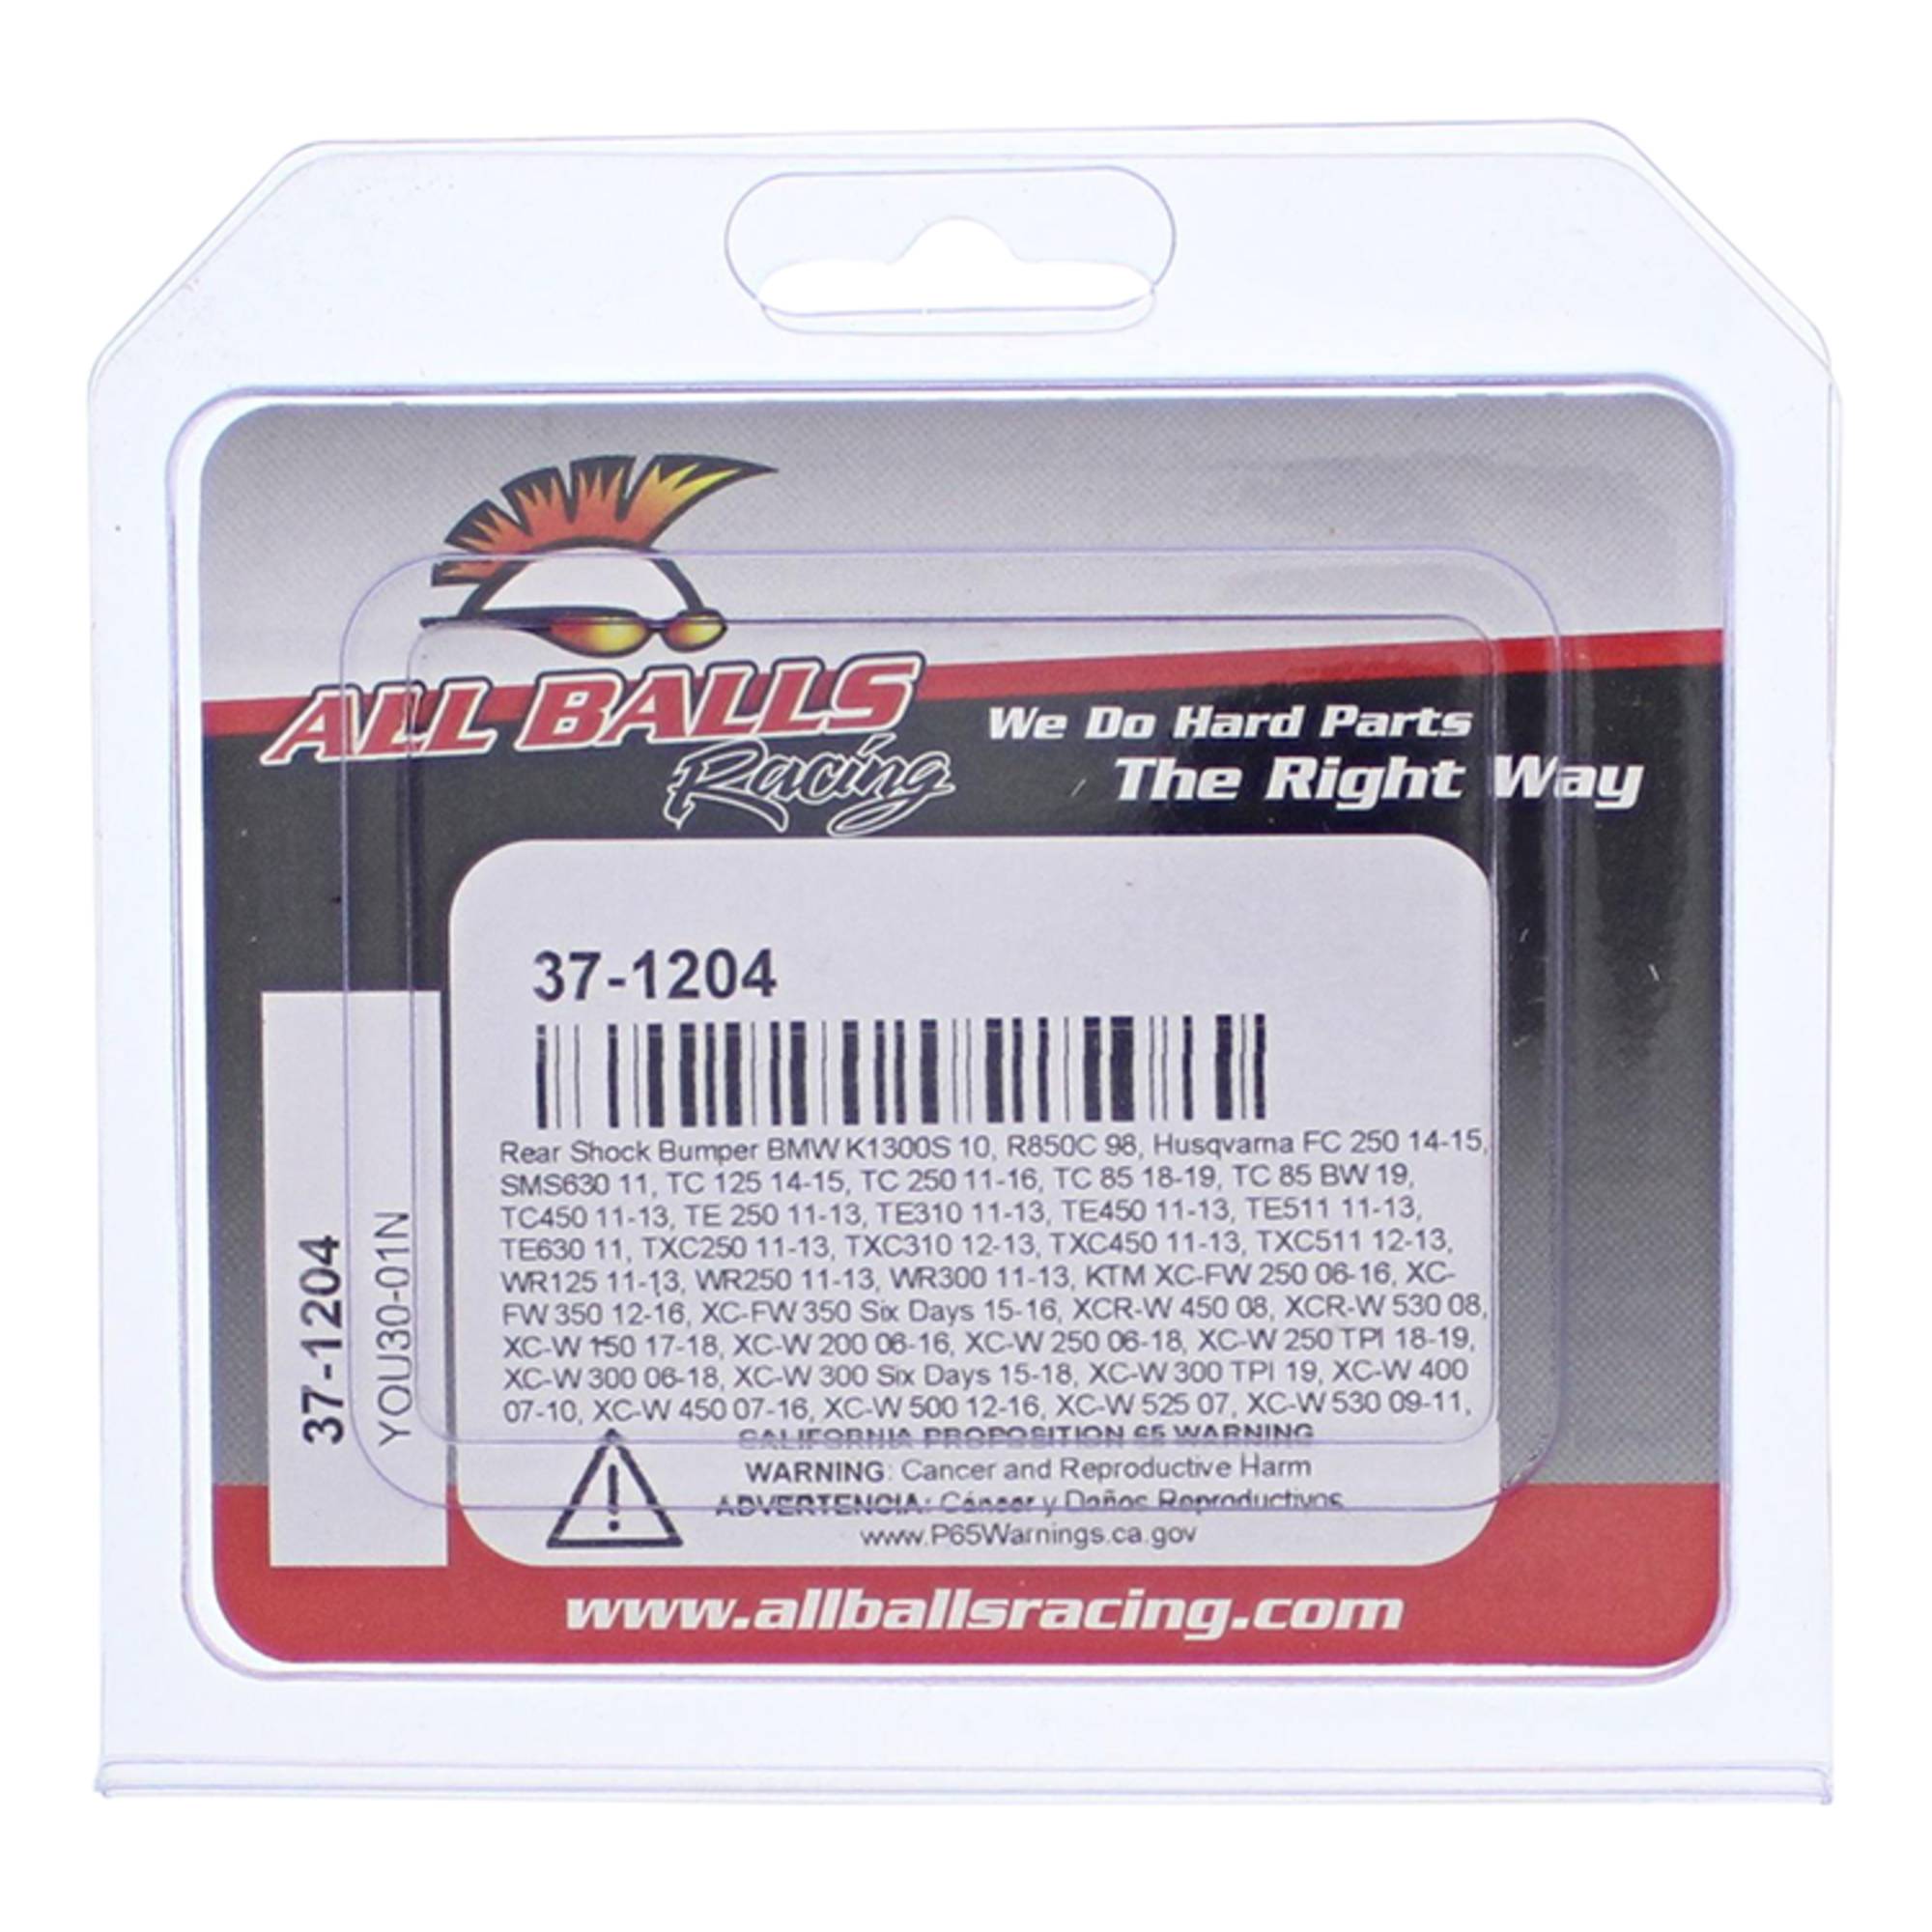 ALL BALLS
Racing
We Do Hard Parts
The Right Way
37-1204
Rear Shock Bumper BMW K1300S 10, R850C 98, Husqvarna FC 250 14-15,
SMS630 11, TC 125 14-15, TC 250 11-16, TC 85 18-19, TC 85 BW 19,
TC450 11-13, TE 250 11-13, TE310 11-13, TE450 11-13, TE511 11-13,
TE630 11, TXC250 11-13, TXC310 12-13, TXC450 11-13, TXC511 12-13,
WR125 11-13, WR250 11-13, WR300 11-13, KTM XC-FW 250 06-16, XC-
FW 350 12-16, XC-FW 350 Six Days 15-16, XCR-W 450 08, XCR-W 530 08,
XC-W 150 17-18, XC-W 200 06-16, XC-W 250 06-18, XC-W 250 TPI 18-19,
XC-W 300 06-18, XC-W 300 Six Days 15-18, XC-W 300 TPI 19, XC-W 400
07-10, XC-W 450 07-16, XC-W 500 12-16, XC-W 525 07, XC-W 530 09-11,
CALIFORNIA PROPOSITION 65 WARNING
WARNING: Cancer and Reproductive Harm
ADVERTENCIA: Cáncer y Daños Reproductivos
www.P65Warnings.ca.gov
37-1204
YOU30-01N
www.allballsracing.com